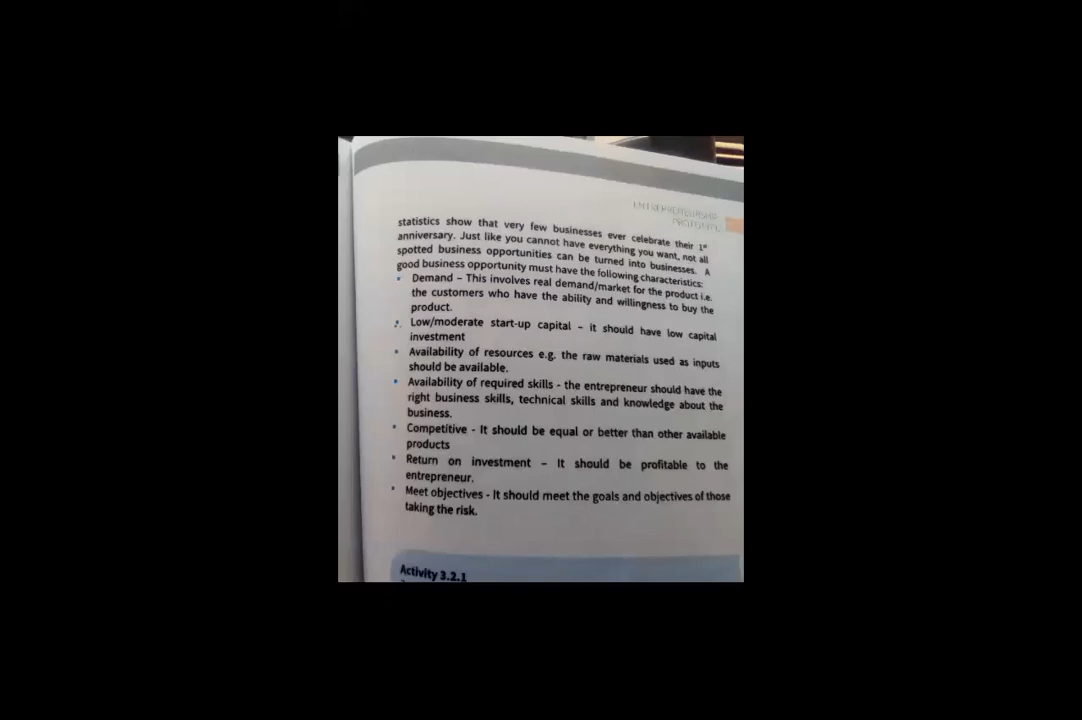 ENTREPRENEURSHIP
statistics show that very few businesses ever celebrate their 1st
anniversary. Just like you cannot have everything you want, not all
spotted business opportunities can be turned into businesses. A
good business opportunity must have the following characteristics:
• Demand – This involves real demand/market for the product i.e.
the customers who have the ability and willingness to buy the
product.
• Low/moderate start-up capital – it should have low capital
investment
• Availability of resources e.g. the raw materials used as inputs
should be available.
• Availability of required skills - the entrepreneur should have the
right business skills, technical skills and knowledge about the
business.
• Competitive - It should be equal or better than other available
products
• Return on investment – It should be profitable to the
entrepreneur.
• Meet objectives - It should meet the goals and objectives of those
taking the risk.
Activity 3.2.1